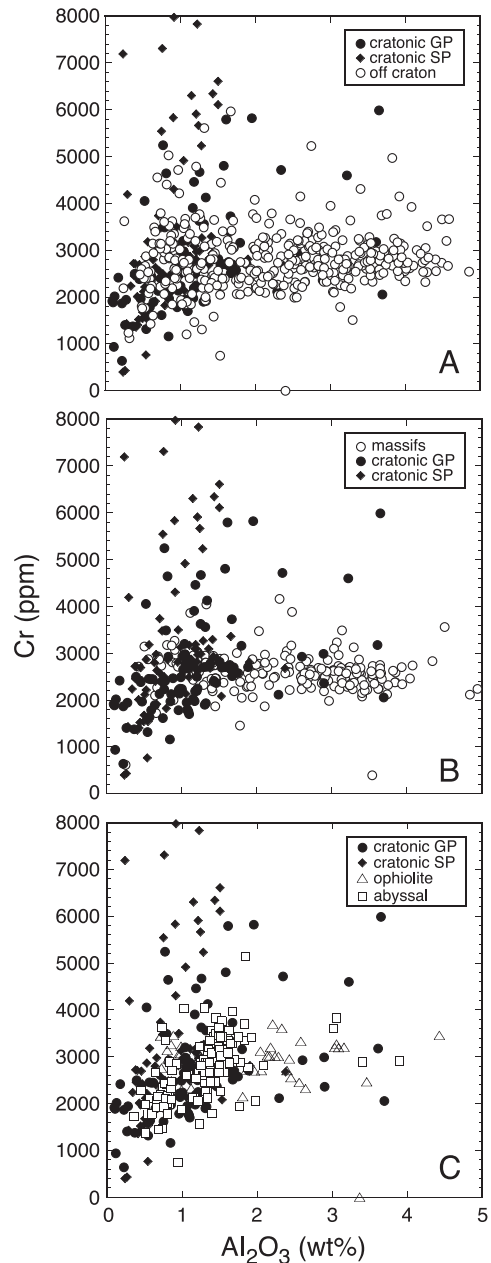 8000
7000
6000
5000
4000
3000
2000
1000
0
cratonic GP
cratonic SP
off craton
A
8000
7000
6000
5000
4000
3000
2000
1000
0
massifs
cratonic GP
cratonic SP
B
Cr (ppm)
8000
7000
6000
5000
4000
3000
2000
1000
0
cratonic GP
cratonic SP
ophiolite
abyssal
C
0 1 2 3 4 5
Al2O3 (wt%)